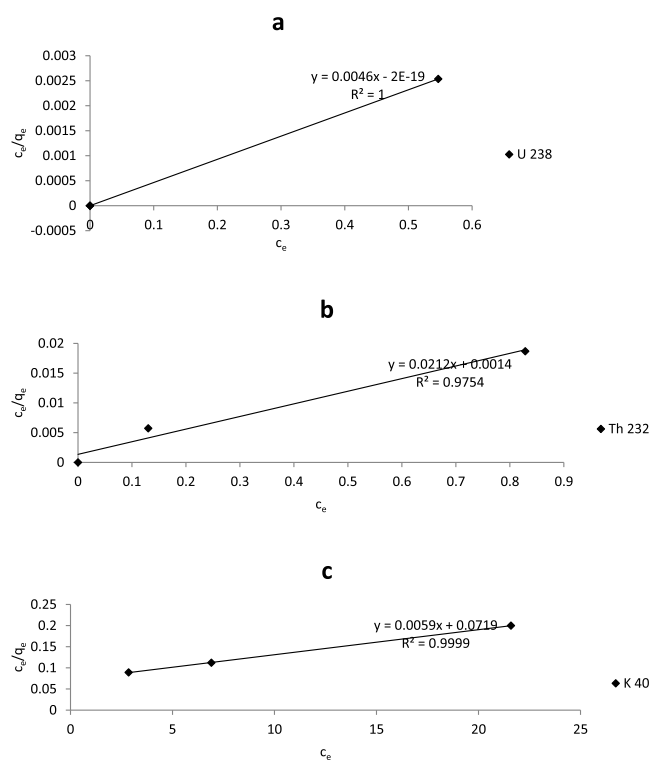 a
0.003
0.0025
0.002
0.0015
0.001
0.0005
0
-0.0005
cₑ/qₑ
y = 0.0046x - 2E-19
R² = 1
U 238
0 0.1 0.2 0.3 0.4 0.5 0.6
cₑ
b
0.02
0.015
0.01
0.005
0
cₑ/qₑ
y = 0.0212x + 0.0014
R² = 0.9754
Th 232
0 0.1 0.2 0.3 0.4 0.5 0.6 0.7 0.8 0.9
cₑ
c
0.25
0.2
0.15
0.1
0.05
0
cₑ/qₑ
y = 0.0059x + 0.0719
R² = 0.9999
K 40
0 5 10 15 20 25
cₑ